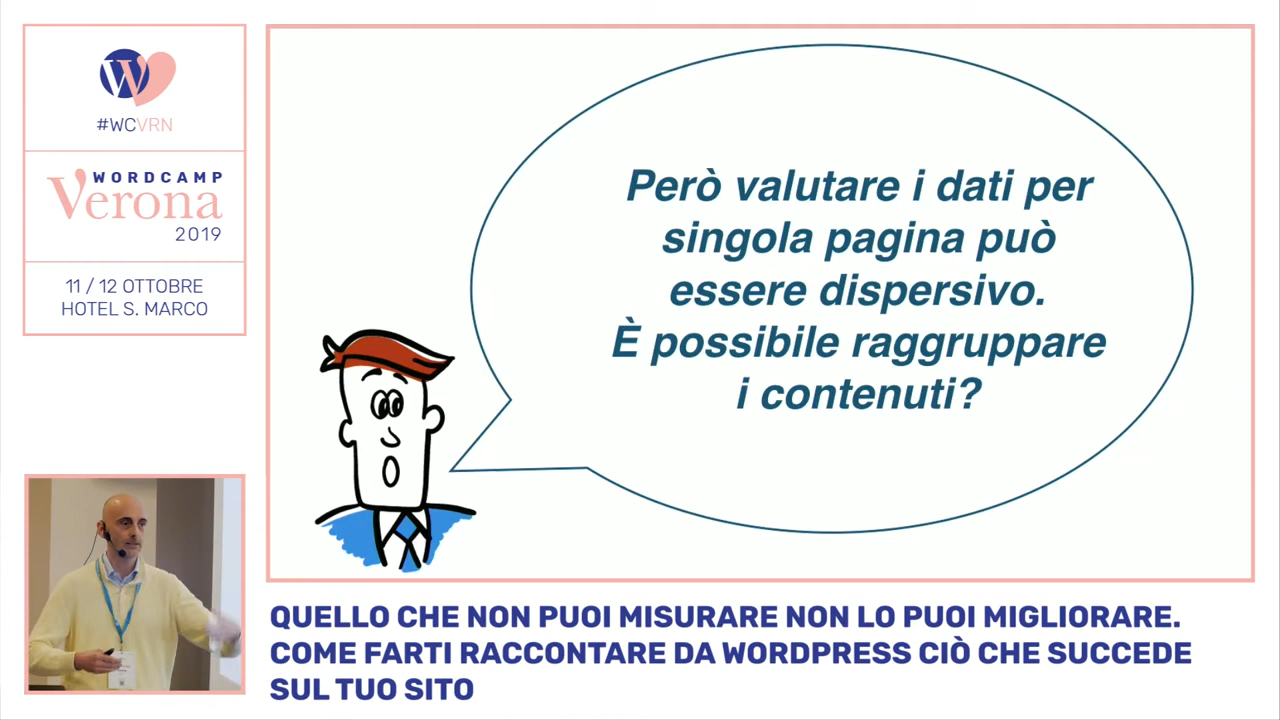 #WCVRN
WORDCAMP
Verona
2019
11 / 12 OTTOBRE
HOTEL S. MARCO
Però valutare i dati per
singola pagina può
essere dispersivo.
È possibile raggruppare
i contenuti?
QUELLO CHE NON PUOI MISURARE NON LO PUOI MIGLIORARE.
COME FARTI RACCONTARE DA WORDPRESS CIÒ CHE SUCCEDE
SUL TUO SITO